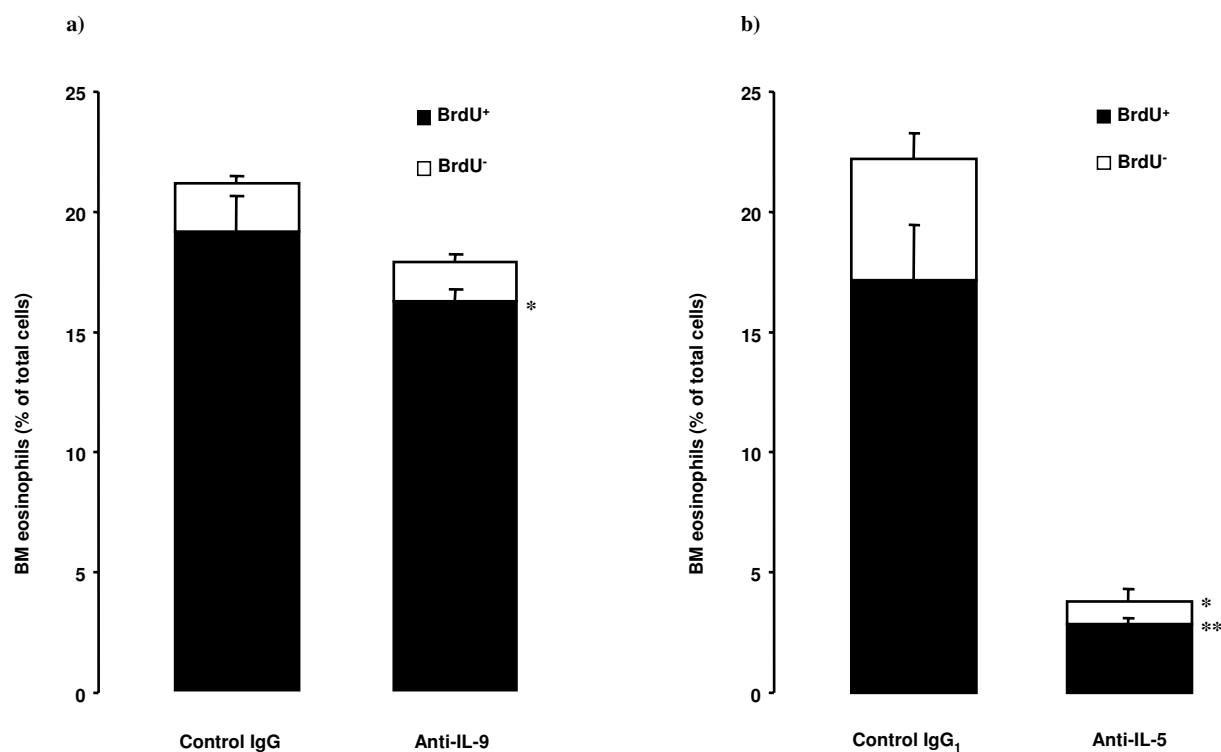 a)
BM eosinophils (% of total cells)
25
20
15
10
5
0
BrdU⁺
BrdU⁻
*
Control IgG
Anti-IL-9
b)
BM eosinophils (% of total cells)
25
20
15
10
5
0
BrdU⁺
BrdU⁻
*
**
Control IgG₁
Anti-IL-5